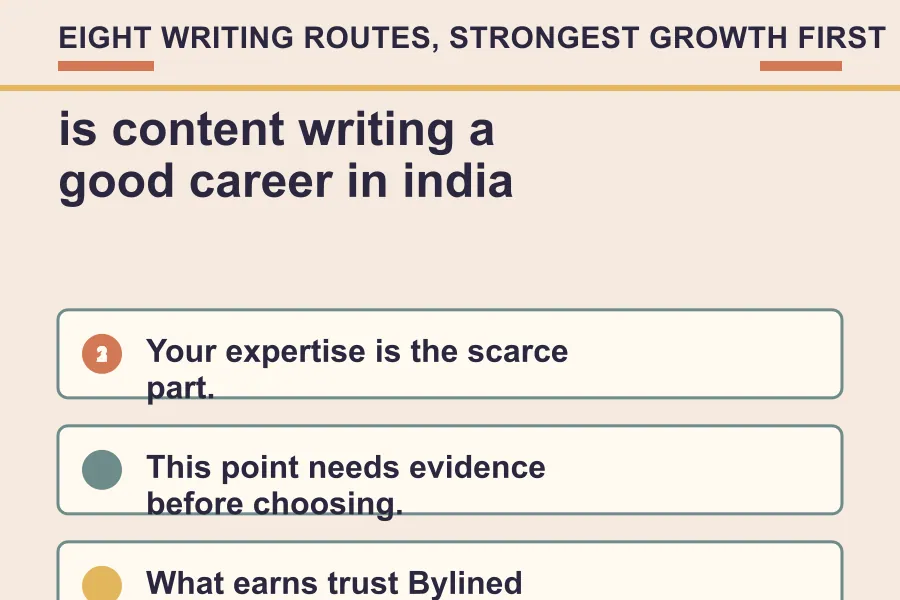 EIGHT WRITING ROUTES, STRONGEST GROWTH FIRST
is content writing a
good career in india
Your expertise is the scarce
part.
This point needs evidence
before choosing.
What earns trust Bylined